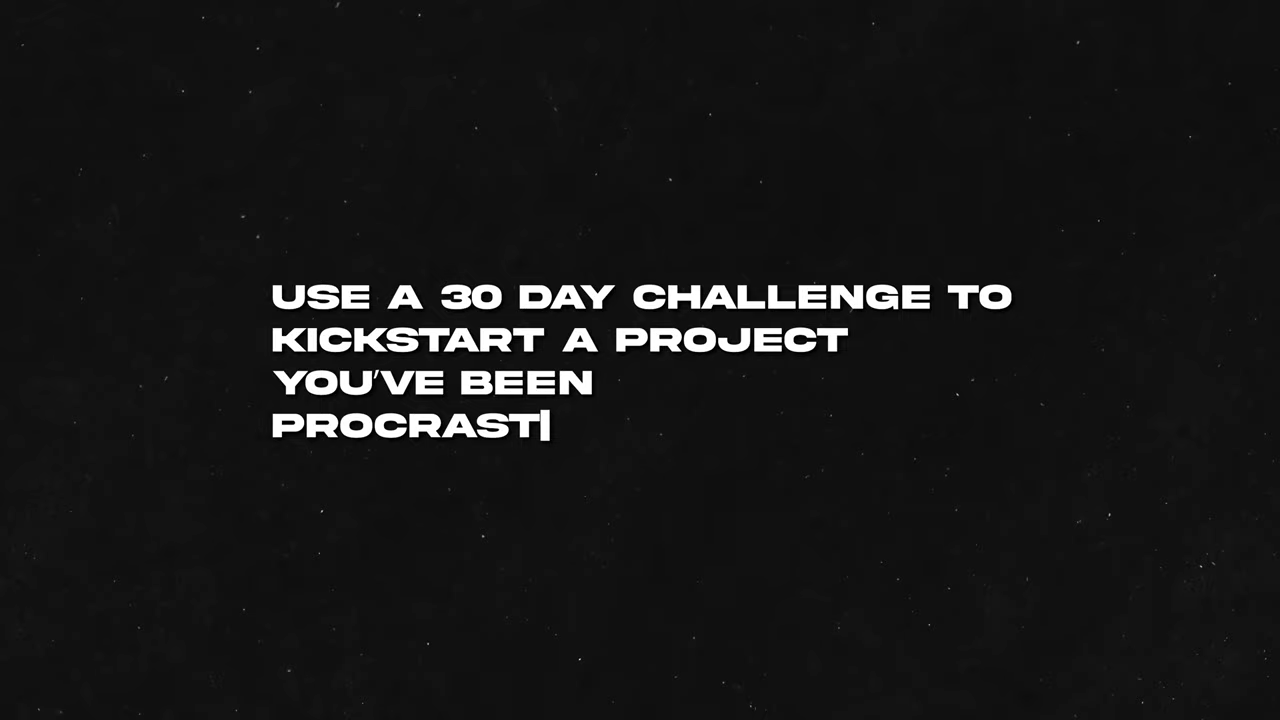 USE A 30 DAY CHALLENGE TO
KICKSTART A PROJECT
YOU'VE BEEN
PROCRAST